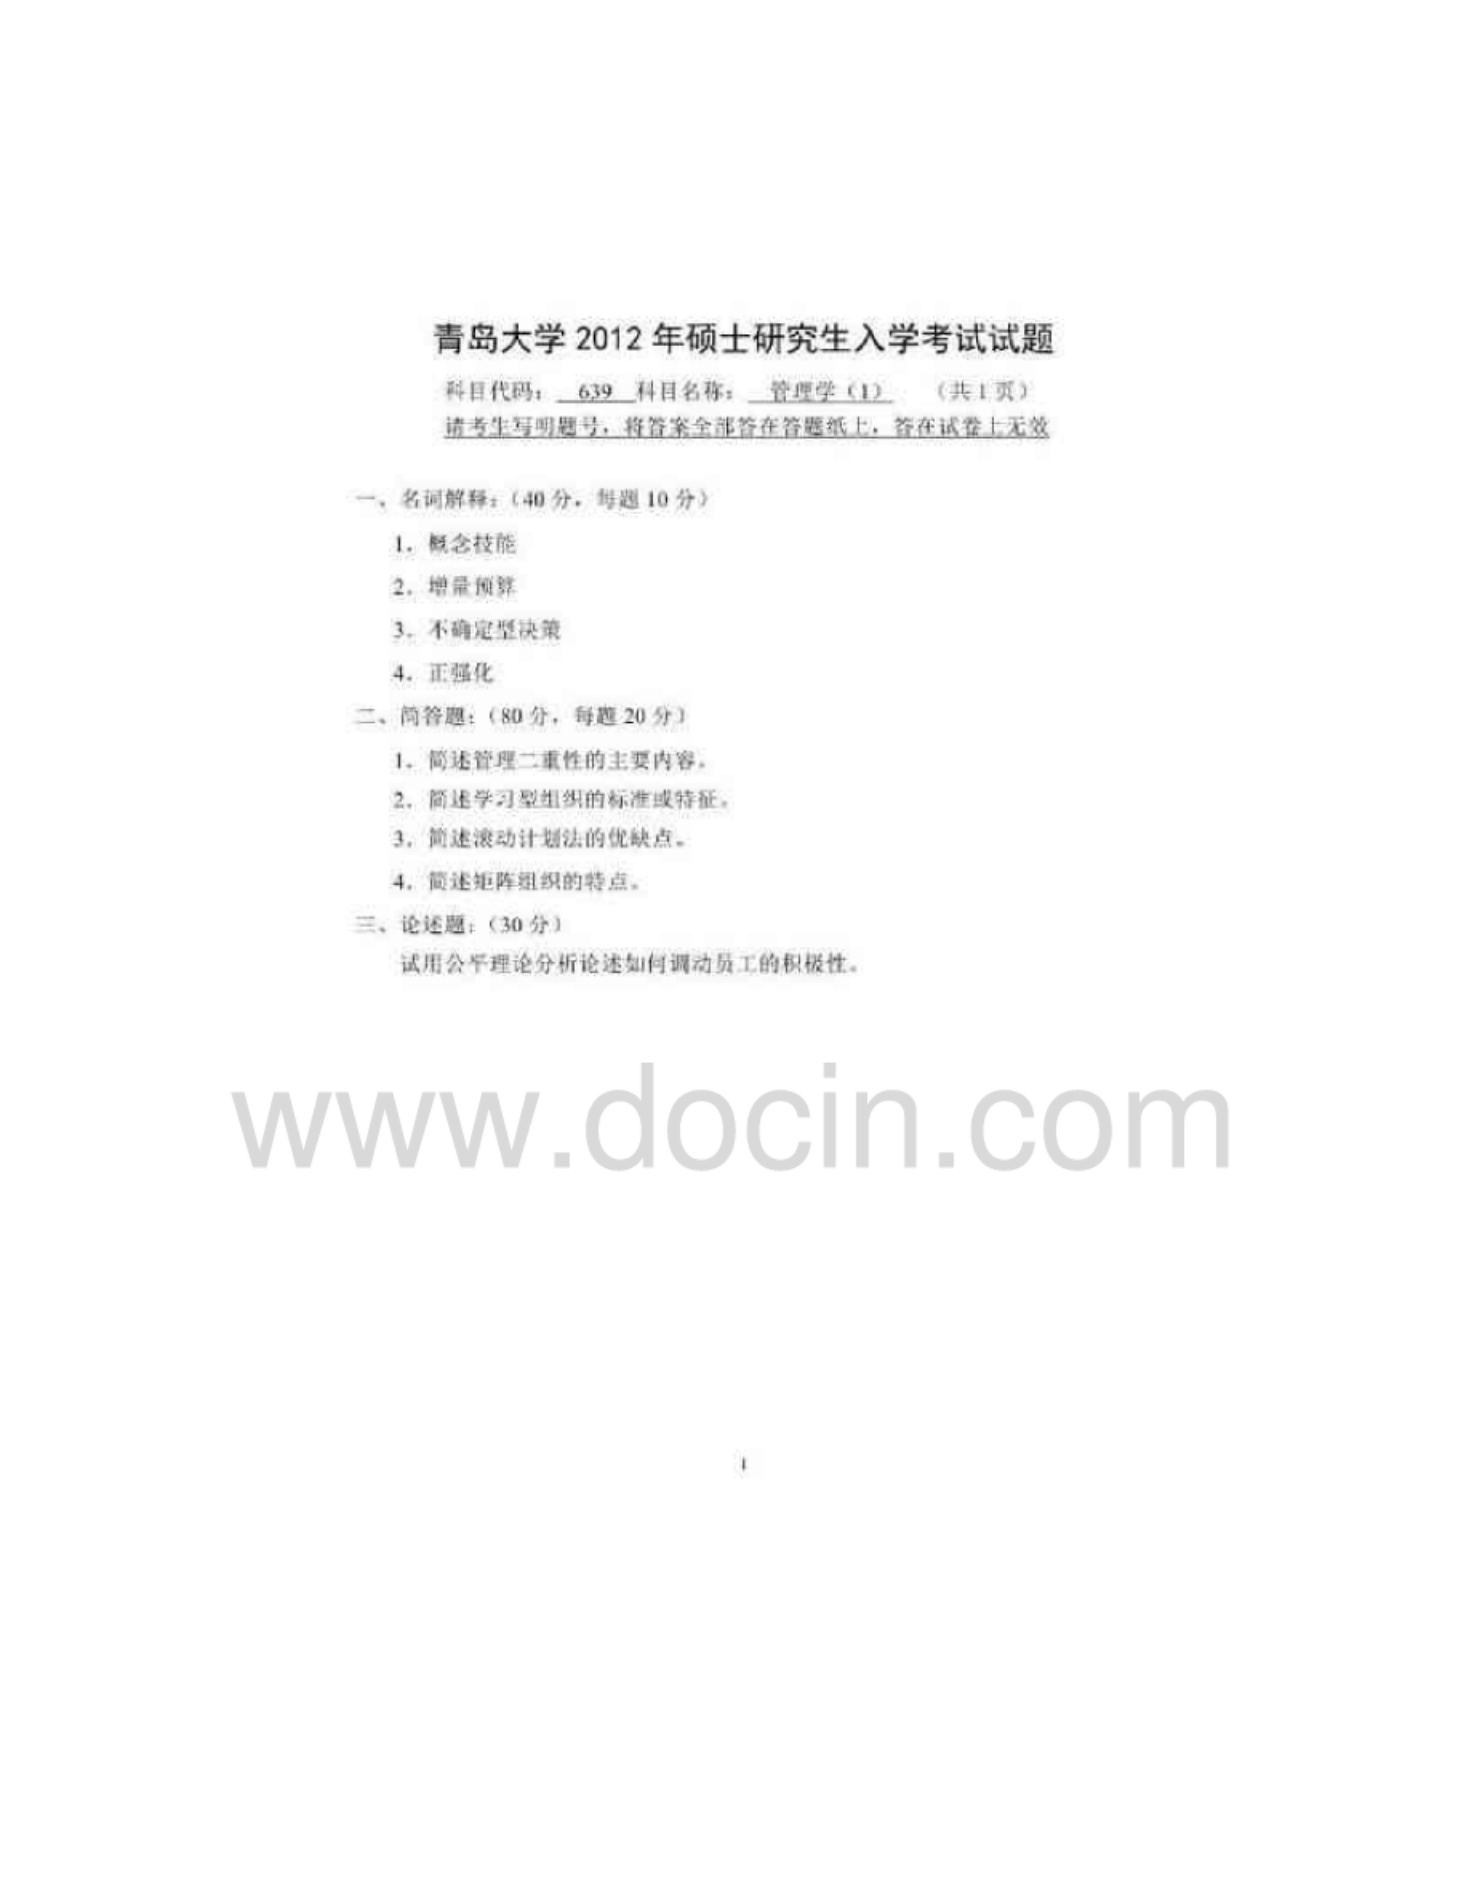 青岛大学 2012 年硕士研究生入学考试试题
科目代码： 639 科目名称： 管理学（1） （共 1 页）
请考生写明题号，将答案全部答在答题纸上，答在试卷上无效
一、名词解释：（40 分，每题 10 分）
1．概念技能
2．增量预算
3．不确定型决策
4．正强化
二、简答题：（80 分，每题 20 分）
1．简述管理二重性的主要内容。
2．简述学习型组织的标准或特征。
3．简述滚动计划法的优缺点。
4．简述矩阵组织的特点。
三、论述题：（30 分）
试用公平理论分析论述如何调动员工的积极性。
www.docin.com
1